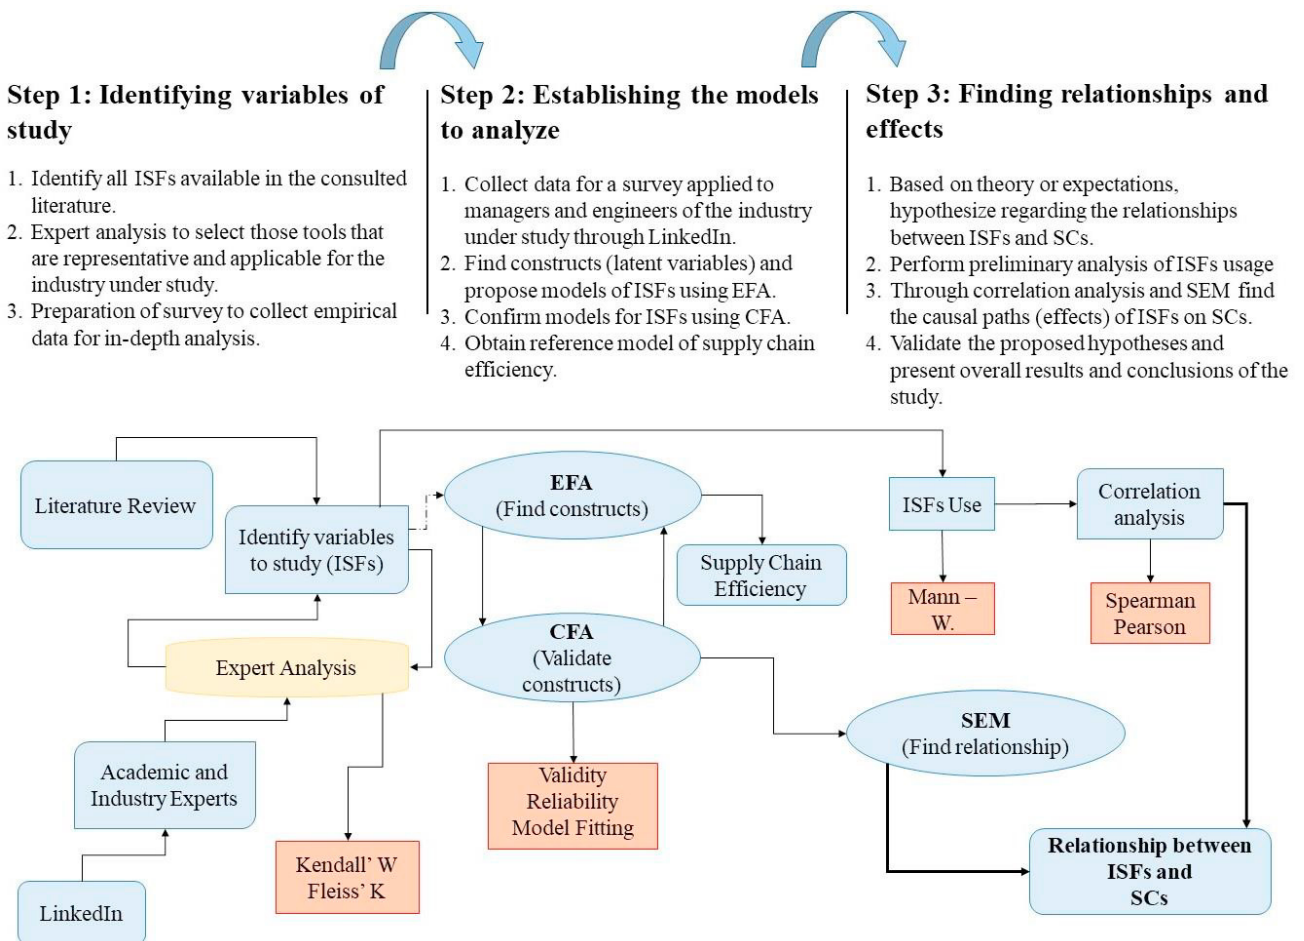 Step 1: Identifying variables of
study
1. Identify all ISFs available in the consulted
literature.
2. Expert analysis to select those tools that
are representative and applicable for the
industry under study.
3. Preparation of survey to collect empirical
data for in-depth analysis.
Step 2: Establishing the models
to analyze
1. Collect data for a survey applied to
managers and engineers of the industry
under study through LinkedIn.
2. Find constructs (latent variables) and
propose models of ISFs using EFA.
3. Confirm models for ISFs using CFA.
4. Obtain reference model of supply chain
efficiency.
Step 3: Finding relationships and
effects
1. Based on theory or expectations,
hypothesize regarding the relationships
between ISFs and SCs.
2. Perform preliminary analysis of ISFs usage
3. Through correlation analysis and SEM find
the causal paths (effects) of ISFs on SCs.
4. Validate the proposed hypotheses and
present overall results and conclusions of the
study.
Literature Review
Identify variables
to study (ISFs)
Expert Analysis
Academic and
Industry Experts
LinkedIn
Kendall' W
Fleiss' K
EFA
(Find constructs)
Supply Chain
Efficiency
CFA
(Validate
constructs)
Validity
Reliability
Model Fitting
ISFs Use
Mann –
W.
Correlation
analysis
Spearman
Pearson
SEM
(Find relationship)
Relationship between
ISFs and
SCs